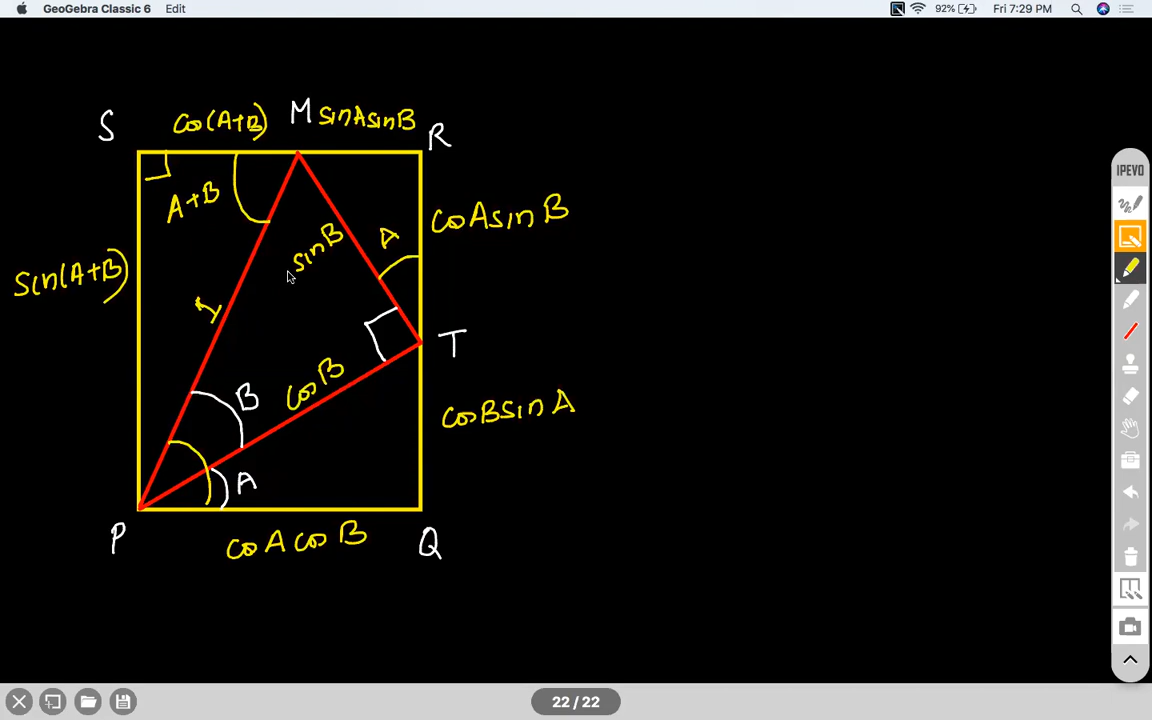 GeoGebra Classic 6 Edit 92% Fri 7:29 PM
S cos(A+B) M sinAsinB R
IPEVO
A+B
A
cosAsinB
sin(A+B)
sinB
1
T
B
cosB
cosBsinA
A
P cosAcosB Q
22 / 22